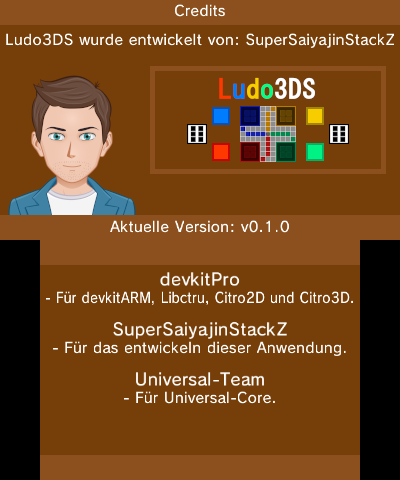 Credits
Ludo3DS wurde entwickelt von: SuperSaiyajinStackZ
Ludo3DS
Aktuelle Version: v0.1.0
devkitPro
- Für devkitARM, Libctru, Citro2D und Citro3D.
SuperSaiyajinStackZ
- Für das entwickeln dieser Anwendung.
Universal-Team
- Für Universal-Core.